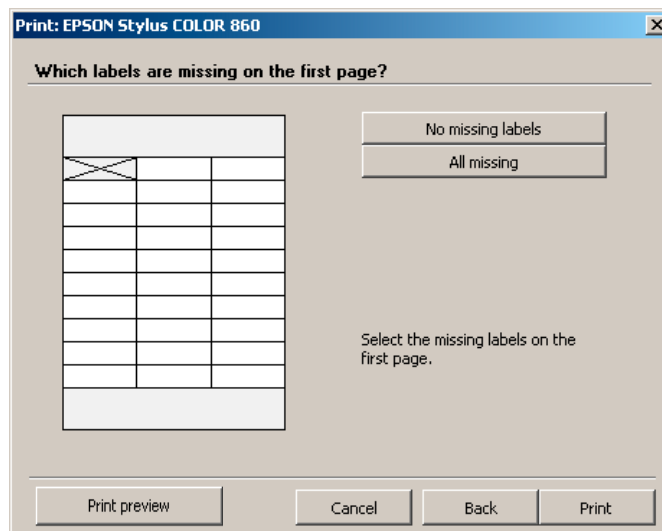 Print: EPSON Stylus COLOR 860
Which labels are missing on the first page?
No missing labels
All missing
Select the missing labels on the
first page.
Print preview
Cancel
Back
Print